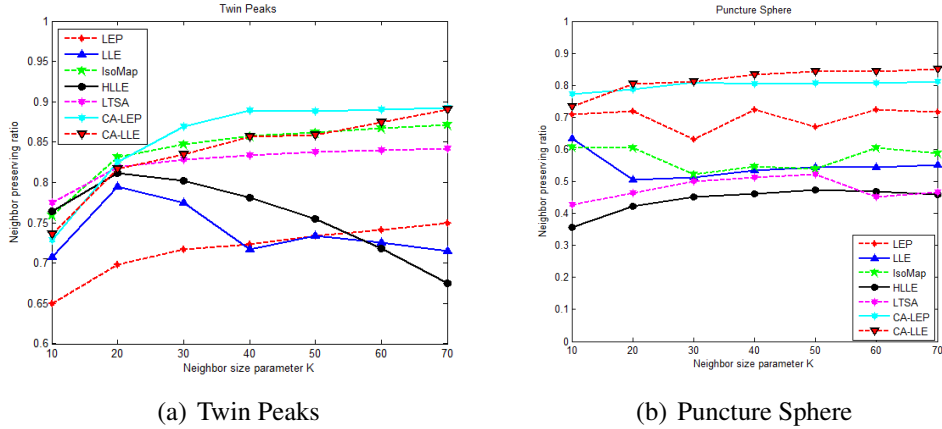 Twin Peaks
Neighbor preserving ratio
1
0.95
0.9
0.85
0.8
0.75
0.7
0.65
0.6
LEP
LLE
IsoMap
HLLE
LTSA
CA-LEP
CA-LLE
10 20 30 40 50 60 70
Neighbor size parameter K
(a) Twin Peaks
Puncture Sphere
Neighbor preserving ratio
1
0.9
0.8
0.7
0.6
0.5
0.4
0.3
0.2
0.1
0
LEP
LLE
IsoMap
HLLE
LTSA
CA-LEP
CA-LLE
10 20 30 40 50 60 70
Neighbor size parameter K
(b) Puncture Sphere